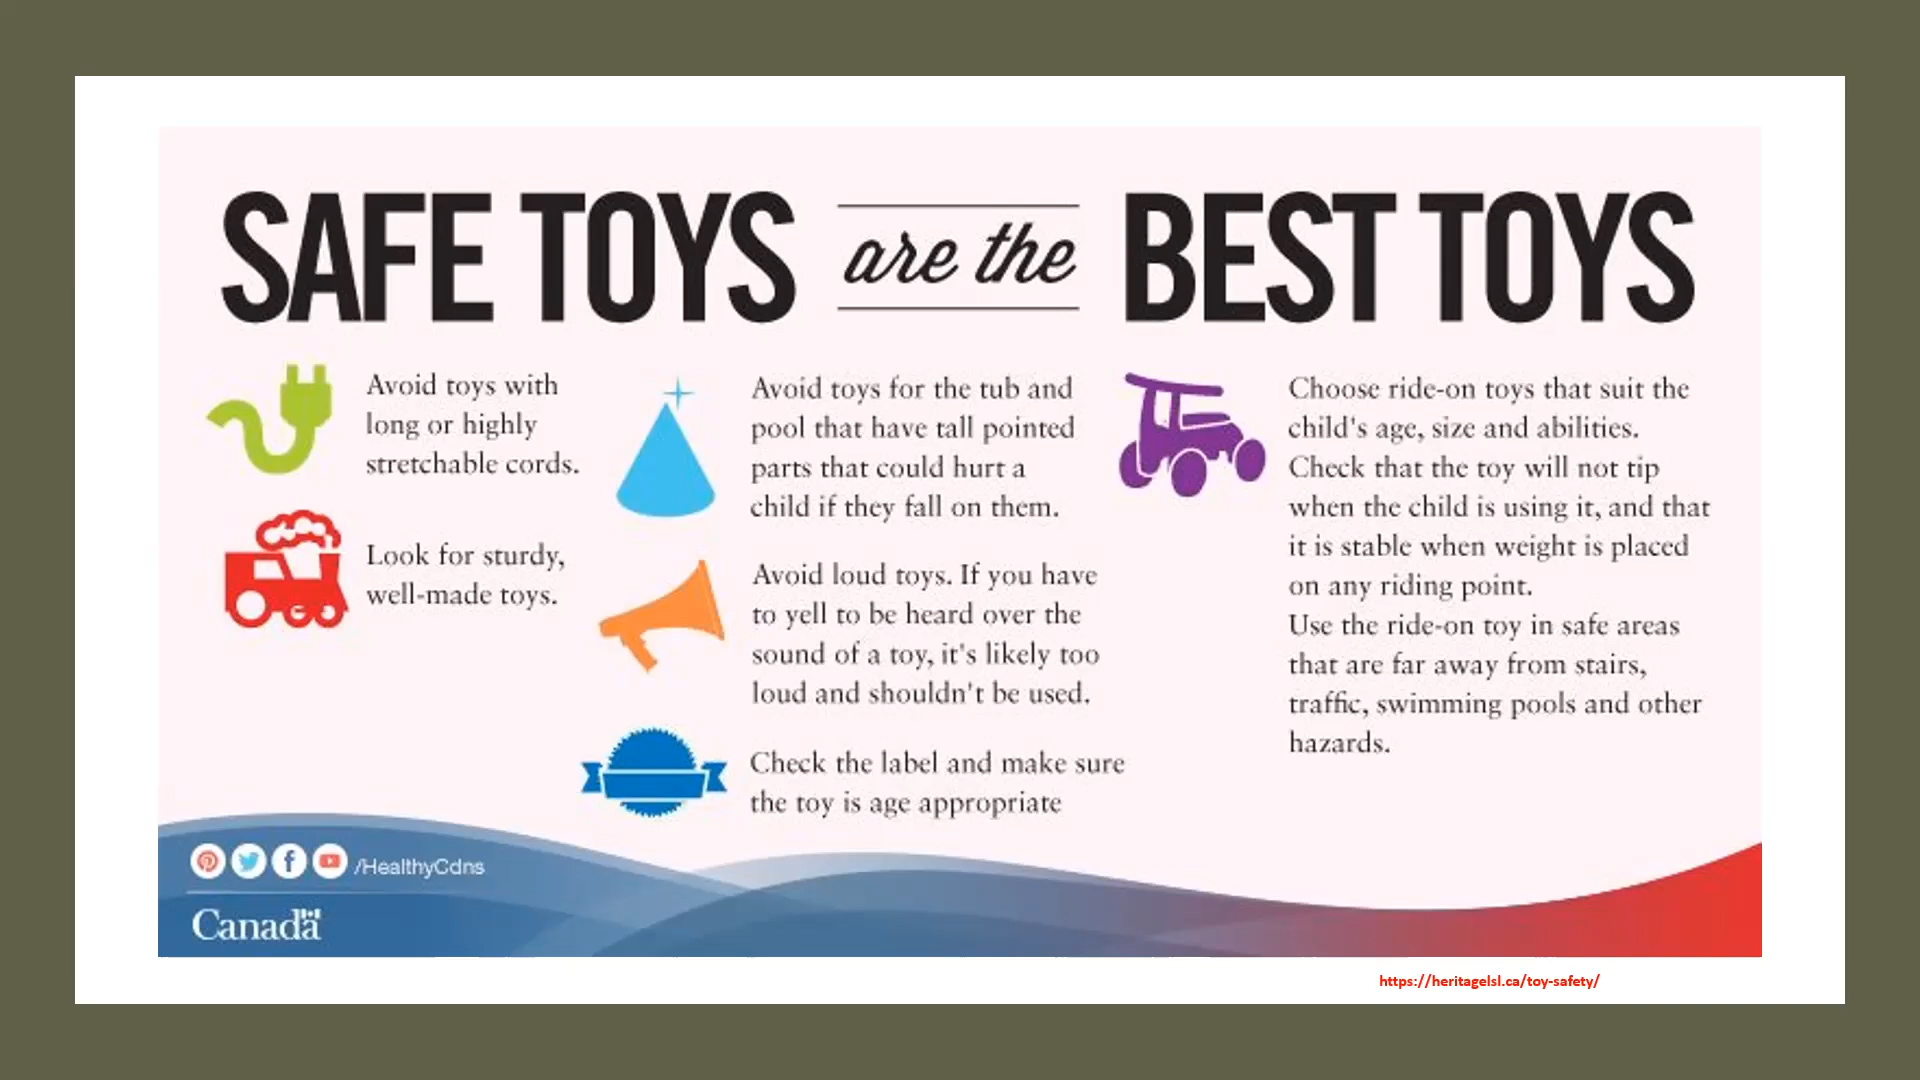 SAFE TOYS are the BEST TOYS
Avoid toys with
long or highly
stretchable cords.
Look for sturdy,
well-made toys.
Avoid toys for the tub and
pool that have tall pointed
parts that could hurt a
child if they fall on them.
Avoid loud toys. If you have
to yell to be heard over the
sound of a toy, it's likely too
loud and shouldn't be used.
Check the label and make sure
the toy is age appropriate
Choose ride-on toys that suit the
child's age, size and abilities.
Check that the toy will not tip
when the child is using it, and that
it is stable when weight is placed
on any riding point.
Use the ride-on toy in safe areas
that are far away from stairs,
traffic, swimming pools and other
hazards.
/HealthyCdns
Canada
https://heritagelsl.ca/toy-safety/